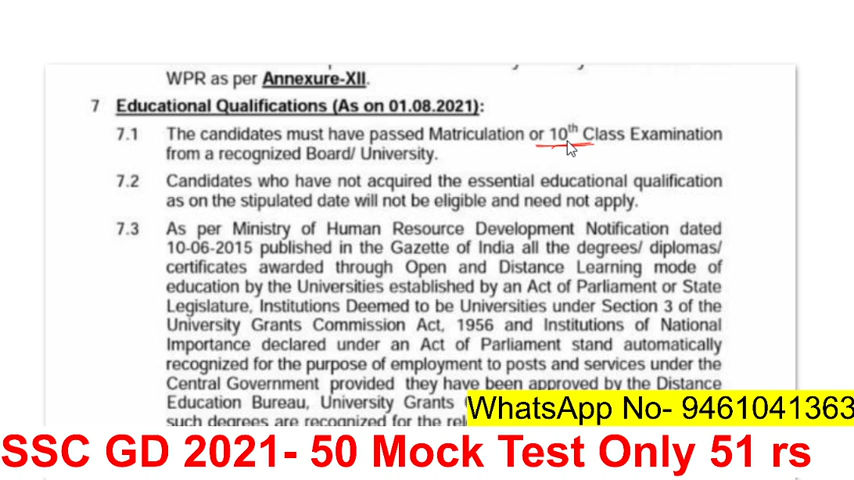 WPR as per Annexure-XII.
7 Educational Qualifications (As on 01.08.2021):
7.1 The candidates must have passed Matriculation or 10th Class Examination
from a recognized Board/ University.
7.2 Candidates who have not acquired the essential educational qualification
as on the stipulated date will not be eligible and need not apply.
7.3 As per Ministry of Human Resource Development Notification dated
10-06-2015 published in the Gazette of India all the degrees/ diplomas/
certificates awarded through Open and Distance Learning mode of
education by the Universities established by an Act of Parliament or State
Legislature, Institutions Deemed to be Universities under Section 3 of the
University Grants Commission Act, 1956 and Institutions of National
Importance declared under an Act of Parliament stand automatically
recognized for the purpose of employment to posts and services under the
Central Government provided they have been approved by the Distance
Education Bureau, University Grants
such degrees are recognized for the
WhatsApp No- 9461041363
SSC GD 2021- 50 Mock Test Only 51 rs